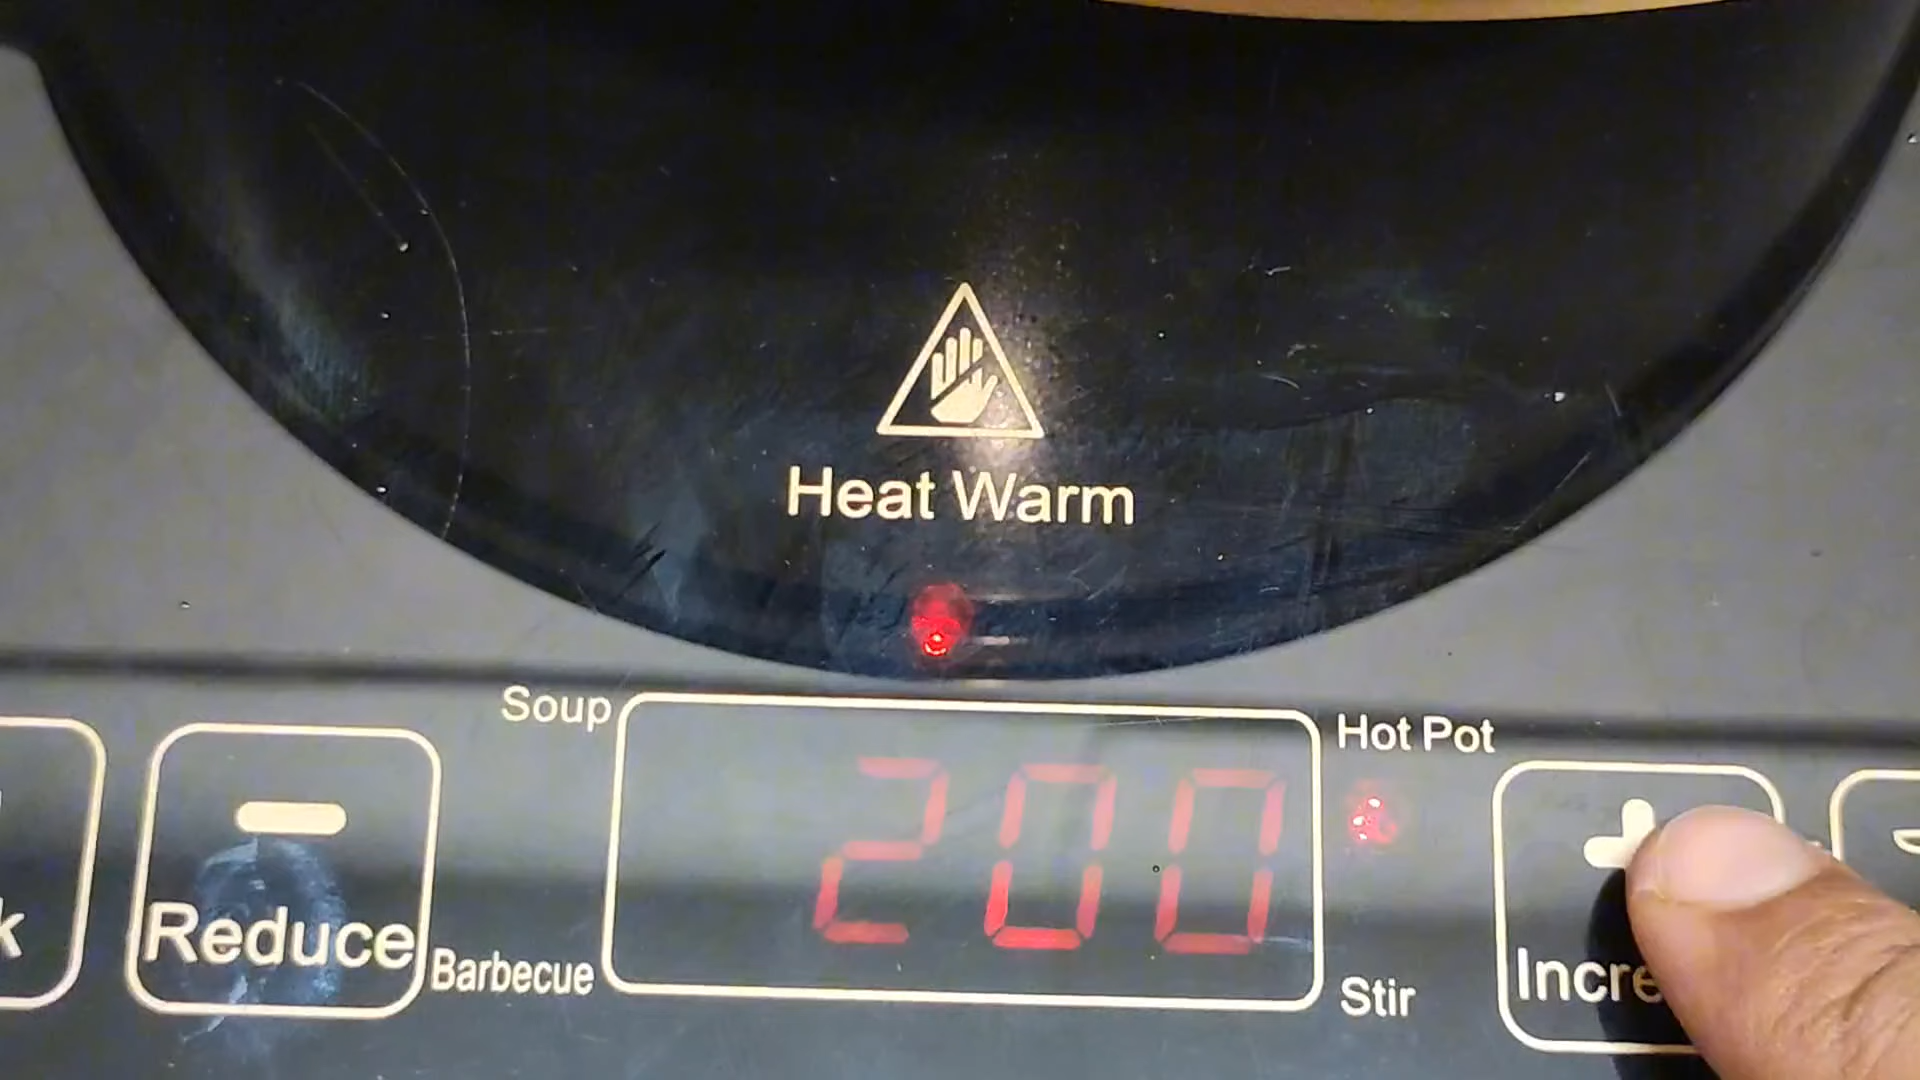 Heat Warm
Soup
200
Hot Pot
Reduce
Barbecue
Stir